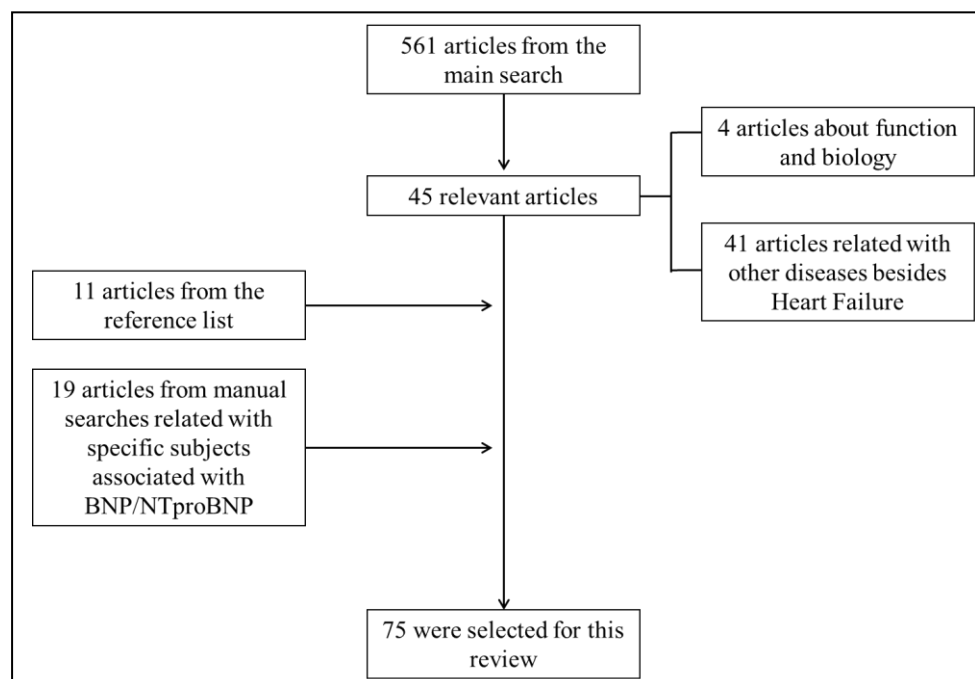 561 articles from the
main search
4 articles about function
and biology
45 relevant articles
41 articles related with
other diseases besides
Heart Failure
11 articles from the
reference list
19 articles from manual
searches related with
specific subjects
associated with
BNP/NTproBNP
75 were selected for this
review